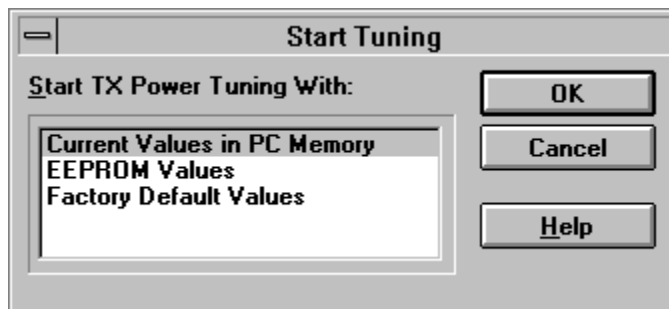 Start Tuning
Start TX Power Tuning With:
Current Values in PC Memory
EEPROM Values
Factory Default Values
OK
Cancel
Help